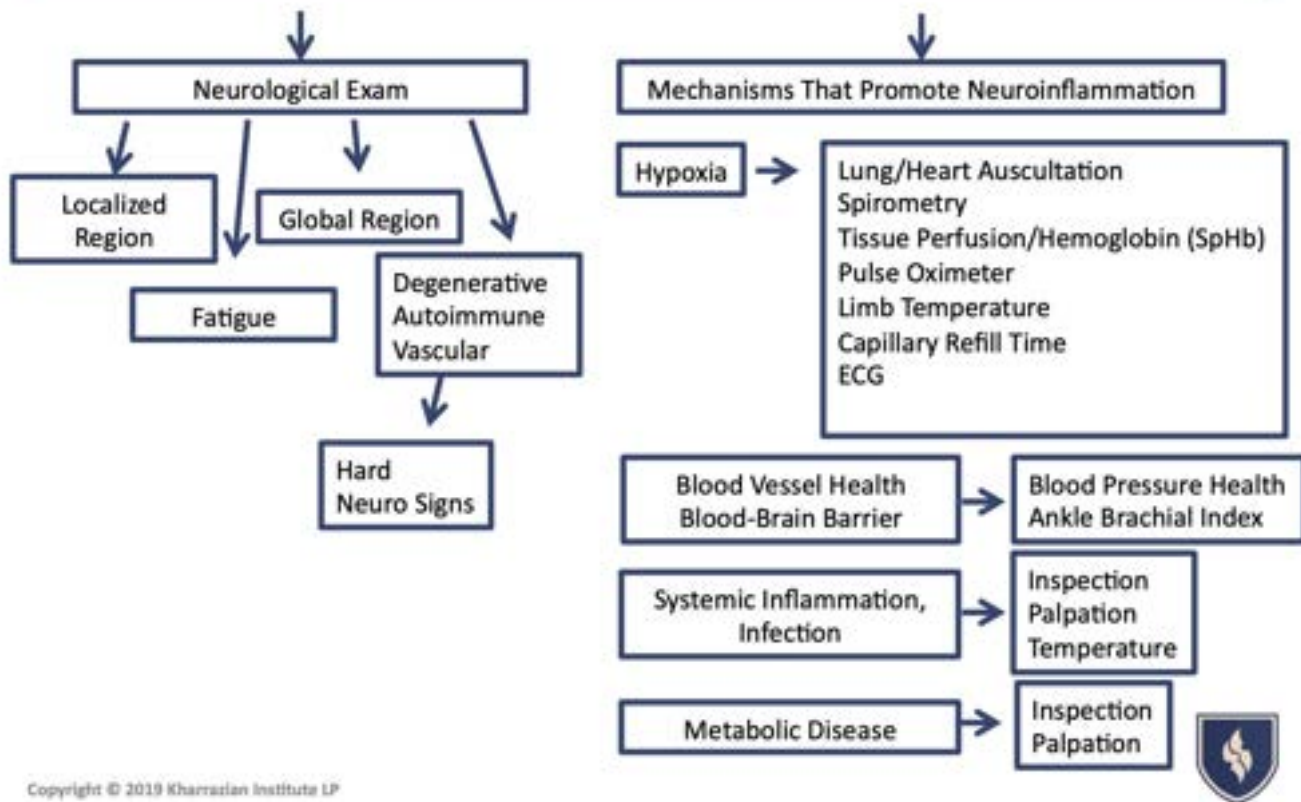 Neurological Exam
Localized
Region
Global Region
Fatigue
Degenerative
Autoimmune
Vascular
Hard
Neuro Signs
Mechanisms That Promote Neuroinflammation
Hypoxia
Lung/Heart Auscultation
Spirometry
Tissue Perfusion/Hemoglobin (SpHb)
Pulse Oximeter
Limb Temperature
Capillary Refill Time
ECG
Blood Vessel Health
Blood-Brain Barrier
Blood Pressure Health
Ankle Brachial Index
Systemic Inflammation,
Infection
Inspection
Palpation
Temperature
Metabolic Disease
Inspection
Palpation
Copyright © 2019 Kharrazian Institute LP